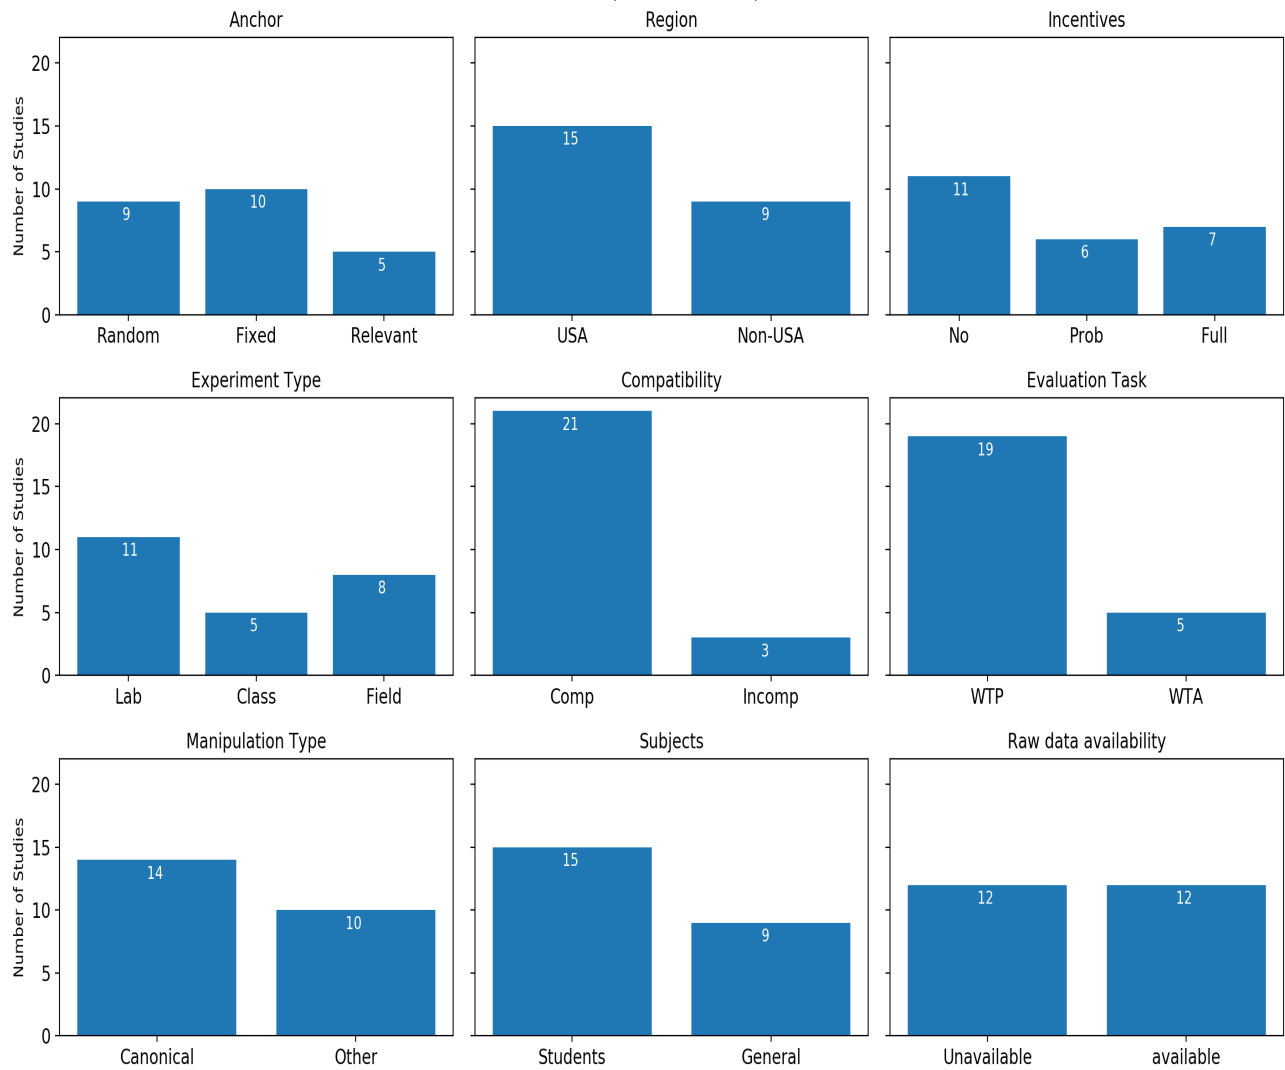 Anchor
Region
Incentives
Number of Studies
20
15
10
5
0
9
10
5
15
9
11
6
7
Random Fixed Relevant
USA Non-USA
No Prob Full
Experiment Type
Compatibility
Evaluation Task
Number of Studies
20
15
10
5
0
11
5
8
21
3
19
5
Lab Class Field
Comp Incomp
WTP WTA
Manipulation Type
Subjects
Raw data availability
Number of Studies
20
15
10
5
0
14
10
15
9
12
12
Canonical Other
Students General
Unavailable available